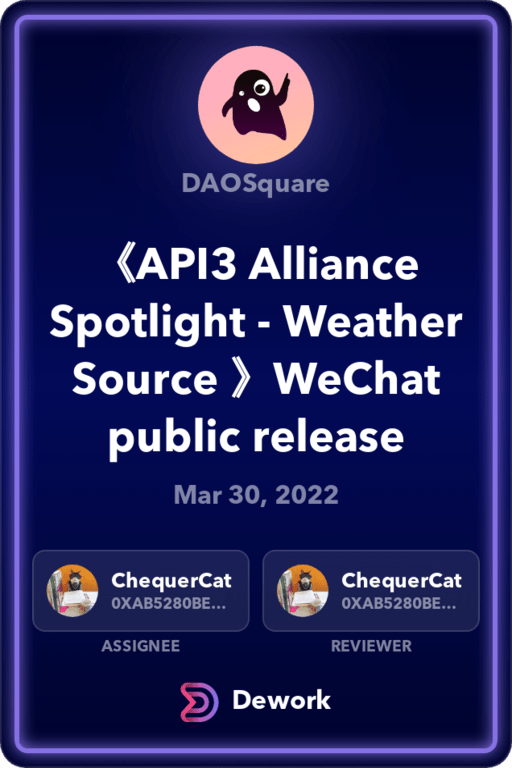 DAOSquare
《API3 Alliance
Spotlight - Weather
Source 》WeChat
public release
Mar 30, 2022
ChequerCat
0XAB5280BE...
ASSIGNEE
ChequerCat
0XAB5280BE...
REVIEWER
Dework